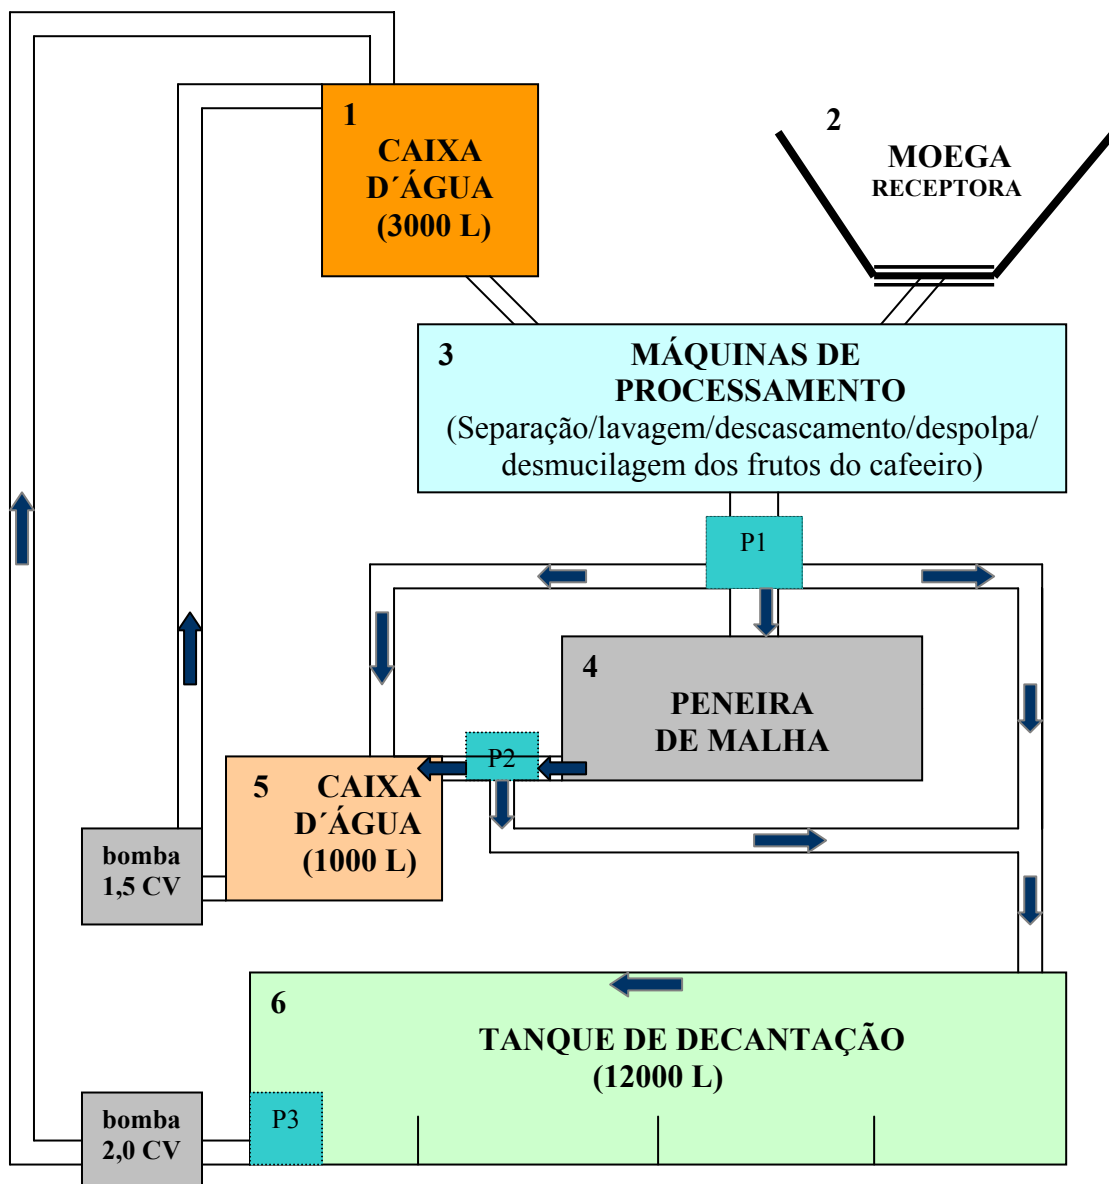 1
CAIXA
D´ÁGUA
(3000 L)
2
MOEGA
RECEPTORA
3
MÁQUINAS DE
PROCESSAMENTO
(Separação/lavagem/descascamento/despolpa/
desmucilagem dos frutos do cafeeiro)
P1
4
PENEIRA
DE MALHA
P2
5
CAIXA
D´ÁGUA
(1000 L)
bomba
1,5 CV
6
TANQUE DE DECANTAÇÃO
(12000 L)
P3
bomba
2,0 CV